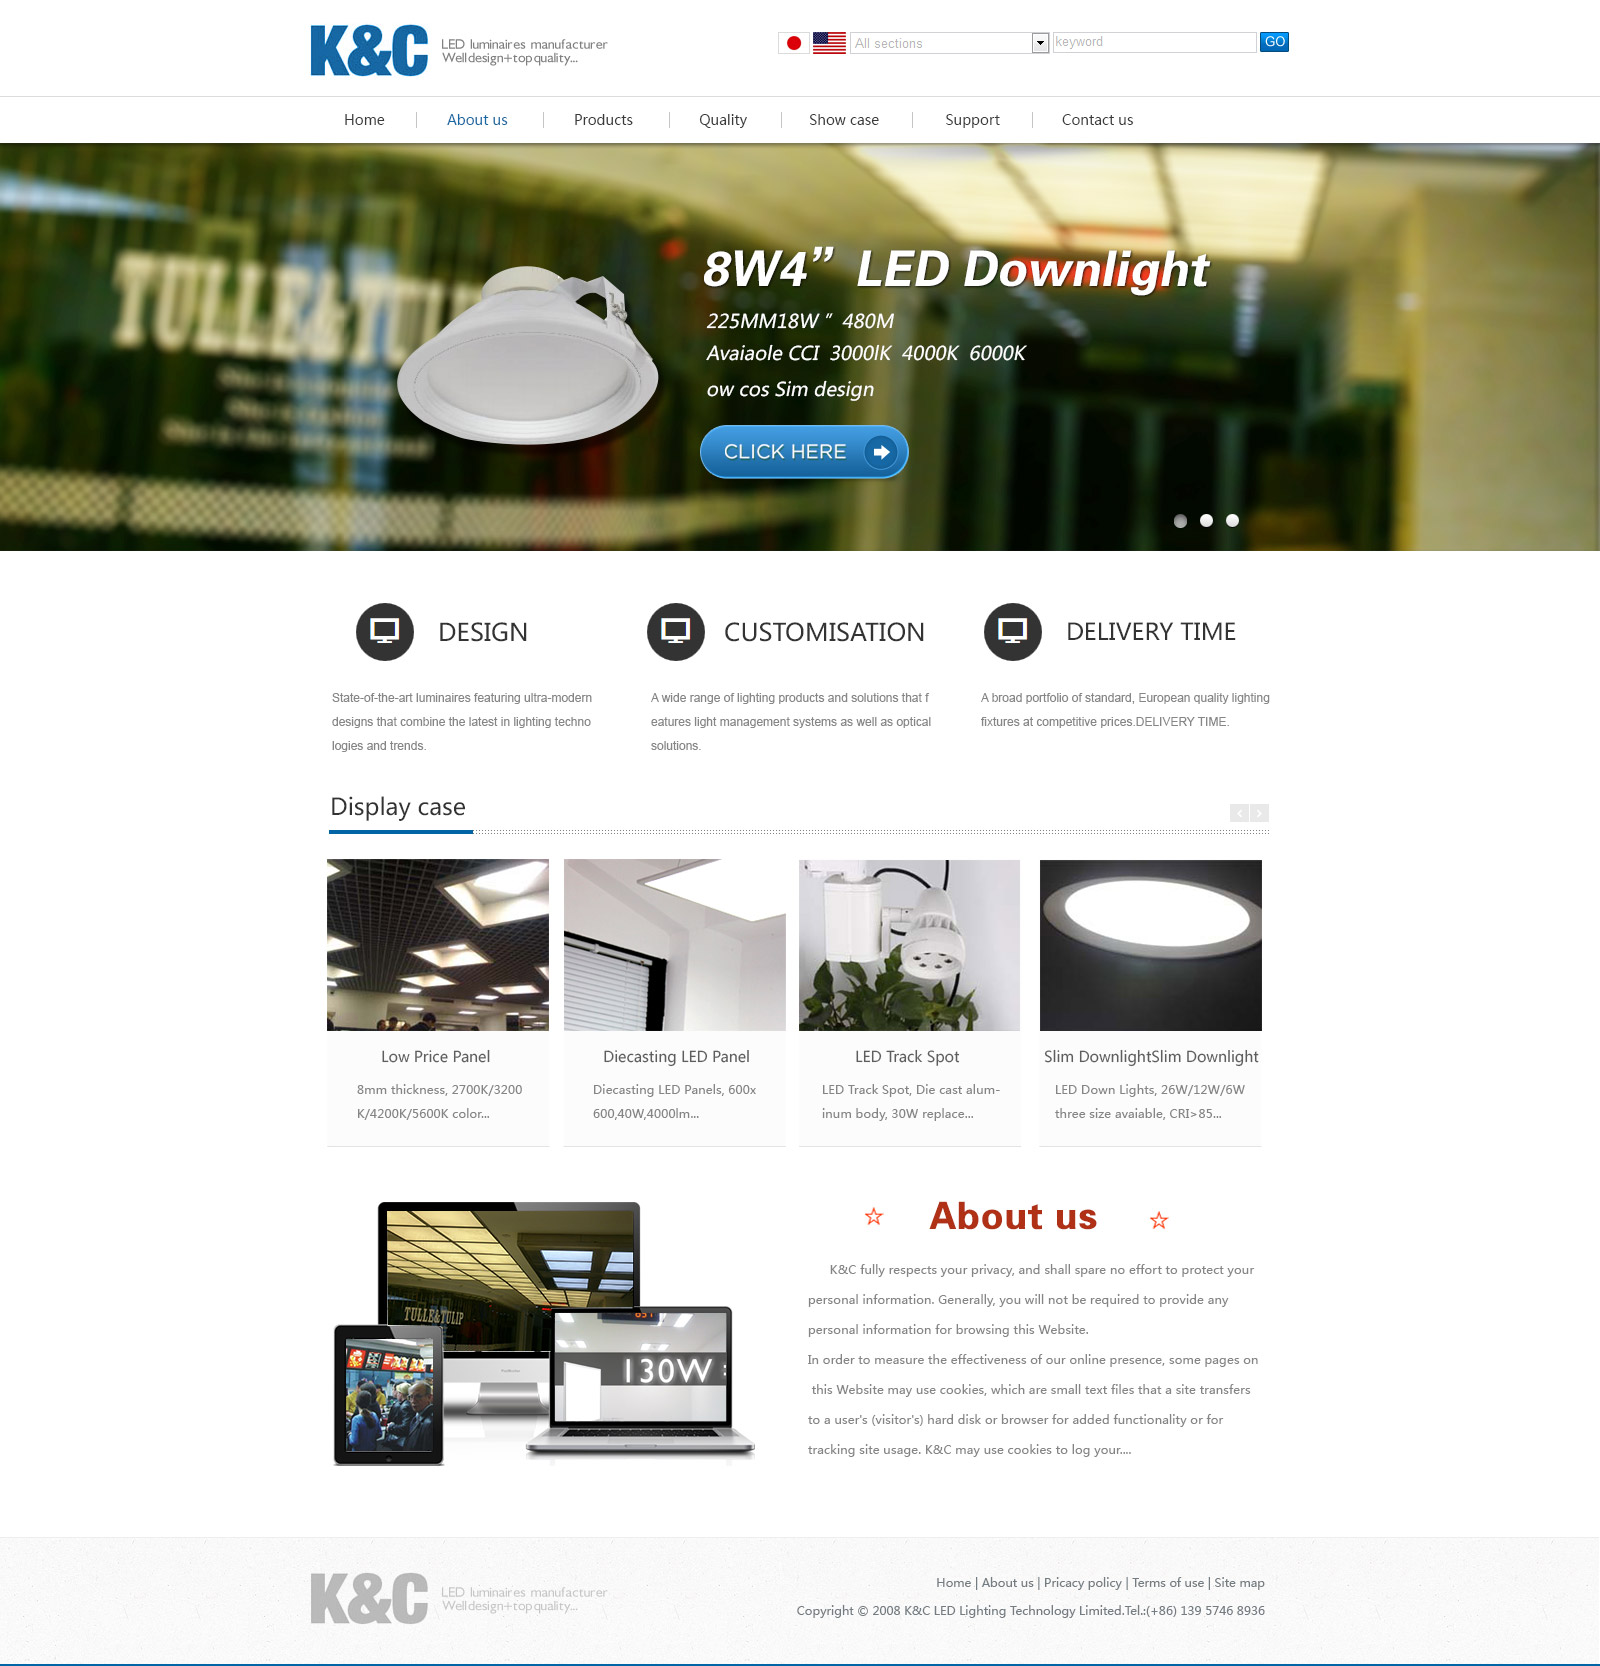 K&C
LED luminaires manufacturer
Welldesign+topquality...
All sections
keyword
GO
Home
About us
Products
Quality
Show case
Support
Contact us
TULLE&TULIP
8W4” LED Downlight
225MM18W ” 480M
Avaiaole CCI 3000lK 4000K 6000K
ow cos Sim design
CLICK HERE
DESIGN
State-of-the-art luminaires featuring ultra-modern
designs that combine the latest in lighting techno
logies and trends.
CUSTOMISATION
A wide range of lighting products and solutions that f
eatures light management systems as well as optical
solutions.
DELIVERY TIME
A broad portfolio of standard, European quality lighting
fixtures at competitive prices.DELIVERY TIME.
Display case
Low Price Panel
8mm thickness, 2700K/3200
K/4200K/5600K color...
Diecasting LED Panel
Diecasting LED Panels, 600x
600,40W,4000lm...
LED Track Spot
LED Track Spot, Die cast alum-
inum body, 30W replace...
Slim DownlightSlim Downlight
LED Down Lights, 26W/12W/6W
three size avaiable, CRI>85...
TULLE&TULIP
130W
About us
K&C fully respects your privacy, and shall spare no effort to protect your
personal information. Generally, you will not be required to provide any
personal information for browsing this Website.
In order to measure the effectiveness of our online presence, some pages on
this Website may use cookies, which are small text files that a site transfers
to a user's (visitor's) hard disk or browser for added functionality or for
tracking site usage. K&C may use cookies to log your....
K&C
LED luminaires manufacturer
Welldesign+topquality...
Home | About us | Pricacy policy | Terms of use | Site map
Copyright © 2008 K&C LED Lighting Technology Limited.Tel.:(+86) 139 5746 8936